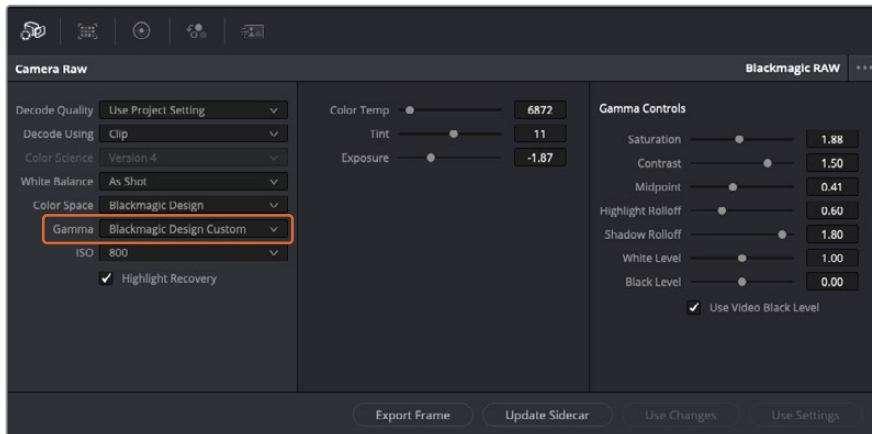 Camera Raw
Blackmagic RAW
Decode Quality Use Project Setting
Decode Using Clip
Color Science Version 4
White Balance As Shot
Color Space Blackmagic Design
Gamma Blackmagic Design Custom
ISO 800
Highlight Recovery
Color Temp 6872
Tint 11
Exposure -1.87
Gamma Controls
Saturation 1.88
Contrast 1.50
Midpoint 0.41
Highlight Rolloff 0.60
Shadow Rolloff 1.80
White Level 1.00
Black Level 0.00
Use Video Black Level
Export Frame Update Sidecar Use Changes Use Settings